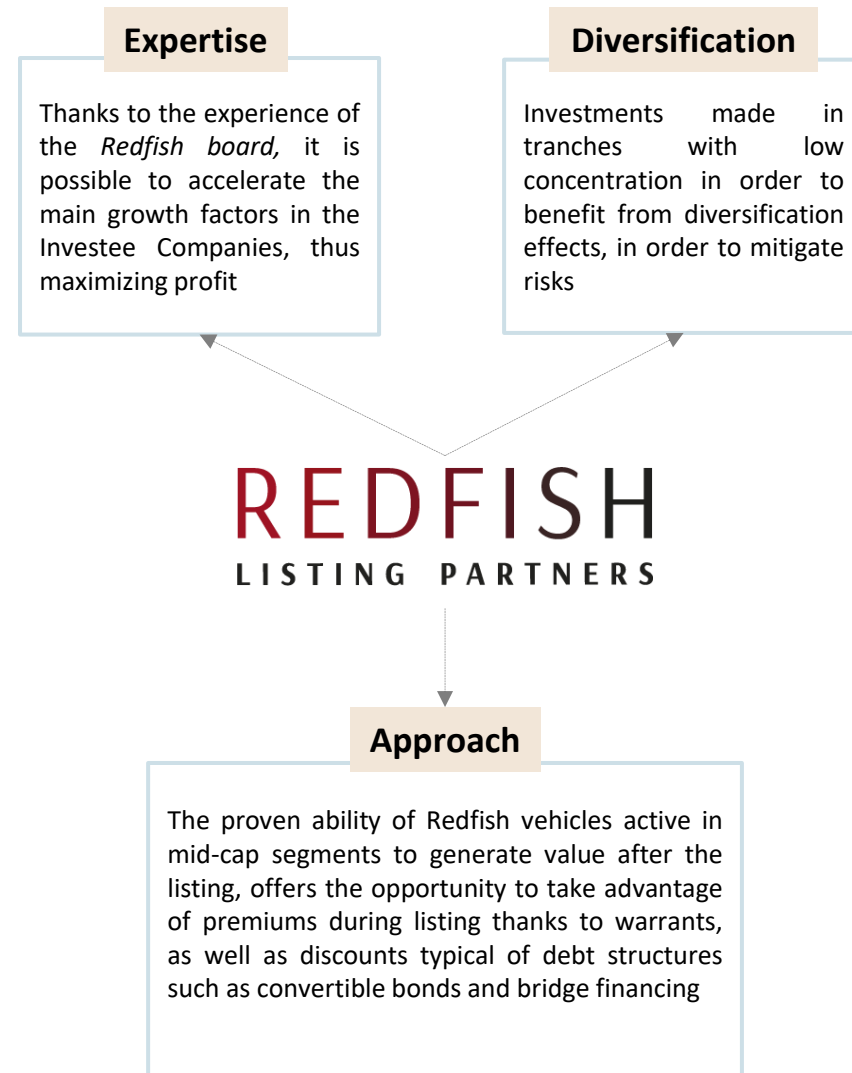 Expertise
Thanks to the experience of
the Redfish board, it is
possible to accelerate the
main growth factors in the
Investee Companies, thus
maximizing profit
Diversification
Investments made in
tranches with low
concentration in order to
benefit from diversification
effects, in order to mitigate
risks
REDFISH
LISTING PARTNERS
Approach
The proven ability of Redfish vehicles active in
mid-cap segments to generate value after the
listing, offers the opportunity to take advantage
of premiums during listing thanks to warrants,
as well as discounts typical of debt structures
such as convertible bonds and bridge financing